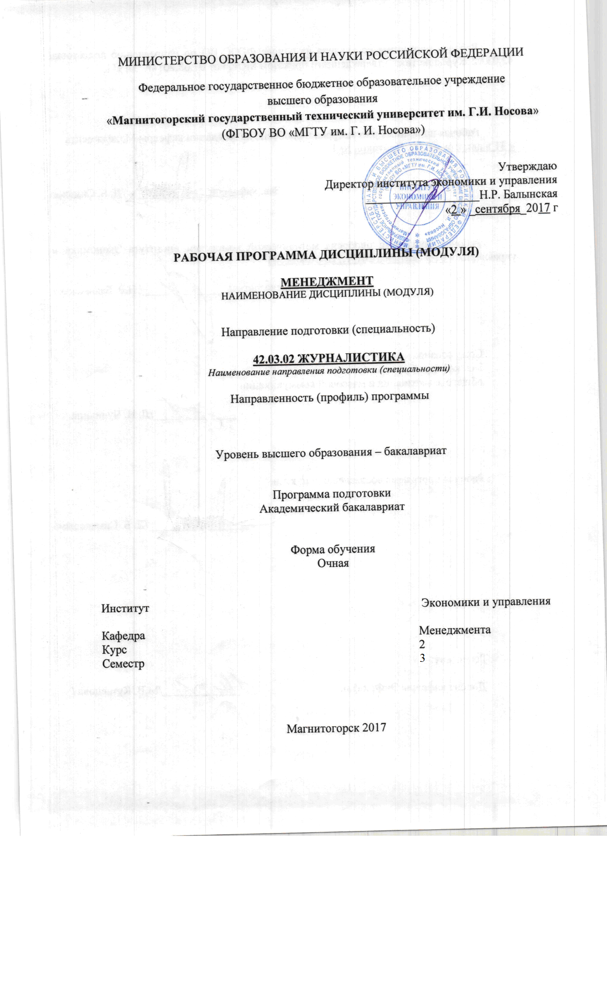 МИНИСТЕРСТВО ОБРАЗОВАНИЯ И НАУКИ РОССИЙСКОЙ ФЕДЕРАЦИИ
Федеральное государственное бюджетное образовательное учреждение
высшего образования
«Магнитогорский государственный технический университет им. Г.И. Носова»
(ФГБОУ ВО «МГТУ им. Г. И. Носова»)
Утверждаю
Директор института экономики и управления
Н.Р. Балынская
«2 » _сентября_2017 г
ИНСТИТУТ
ЭКОНОМИКИ И
УПРАВЛЕНИЯ
РАБОЧАЯ ПРОГРАММА ДИСЦИПЛИНЫ (МОДУЛЯ)
МЕНЕДЖМЕНТ
НАИМЕНОВАНИЕ ДИСЦИПЛИНЫ (МОДУЛЯ)
Направление подготовки (специальность)
42.03.02 ЖУРНАЛИСТИКА
Наименование направления подготовки (специальности)
Направленность (профиль) программы
Уровень высшего образования – бакалавриат
Программа подготовки
Академический бакалавриат
Форма обучения
Очная
Институт Экономики и управления
Кафедра Менеджмента
Курс 2
Семестр 3
Магнитогорск 2017